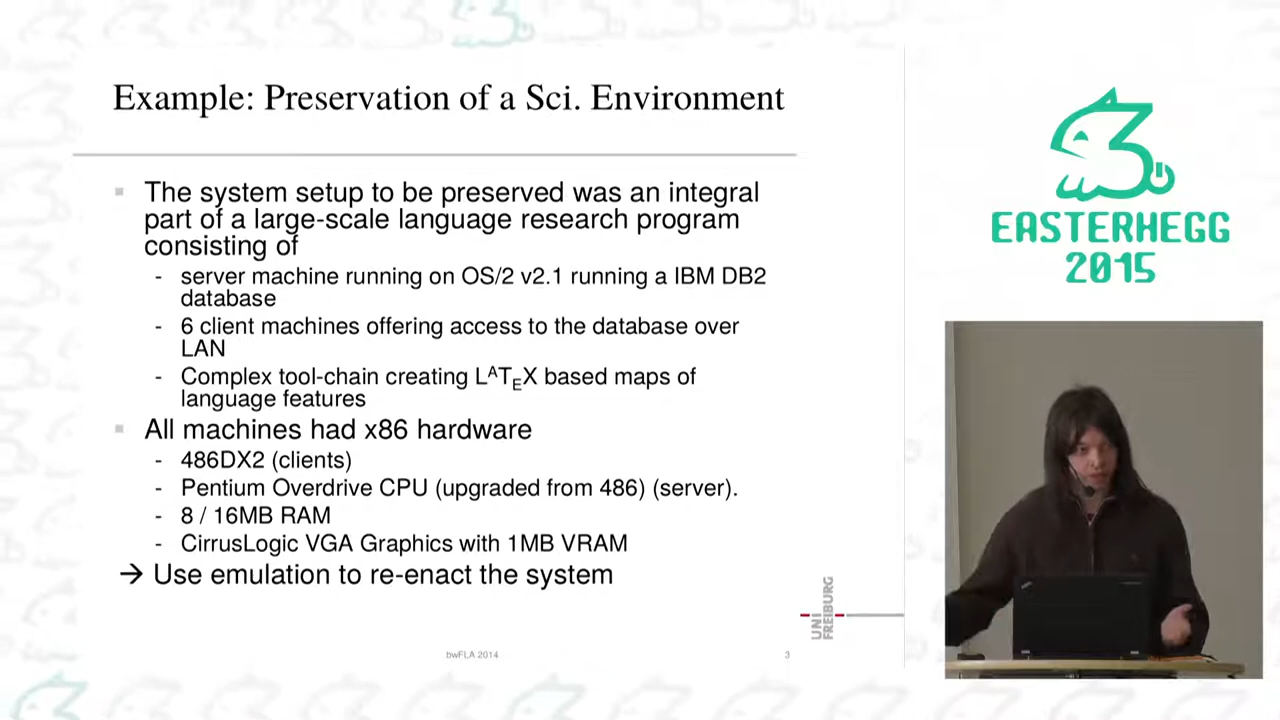 Example: Preservation of a Sci. Environment
The system setup to be preserved was an integral
part of a large-scale language research program
consisting of
- server machine running on OS/2 v2.1 running a IBM DB2
database
- 6 client machines offering access to the database over
LAN
- Complex tool-chain creating LATEX based maps of
language features
All machines had x86 hardware
- 486DX2 (clients)
- Pentium Overdrive CPU (upgraded from 486) (server).
- 8 / 16MB RAM
- CirrusLogic VGA Graphics with 1MB VRAM
→ Use emulation to re-enact the system
UNI
FREIBURG
bwFLA 2014
3
EASTERHEGG
2015